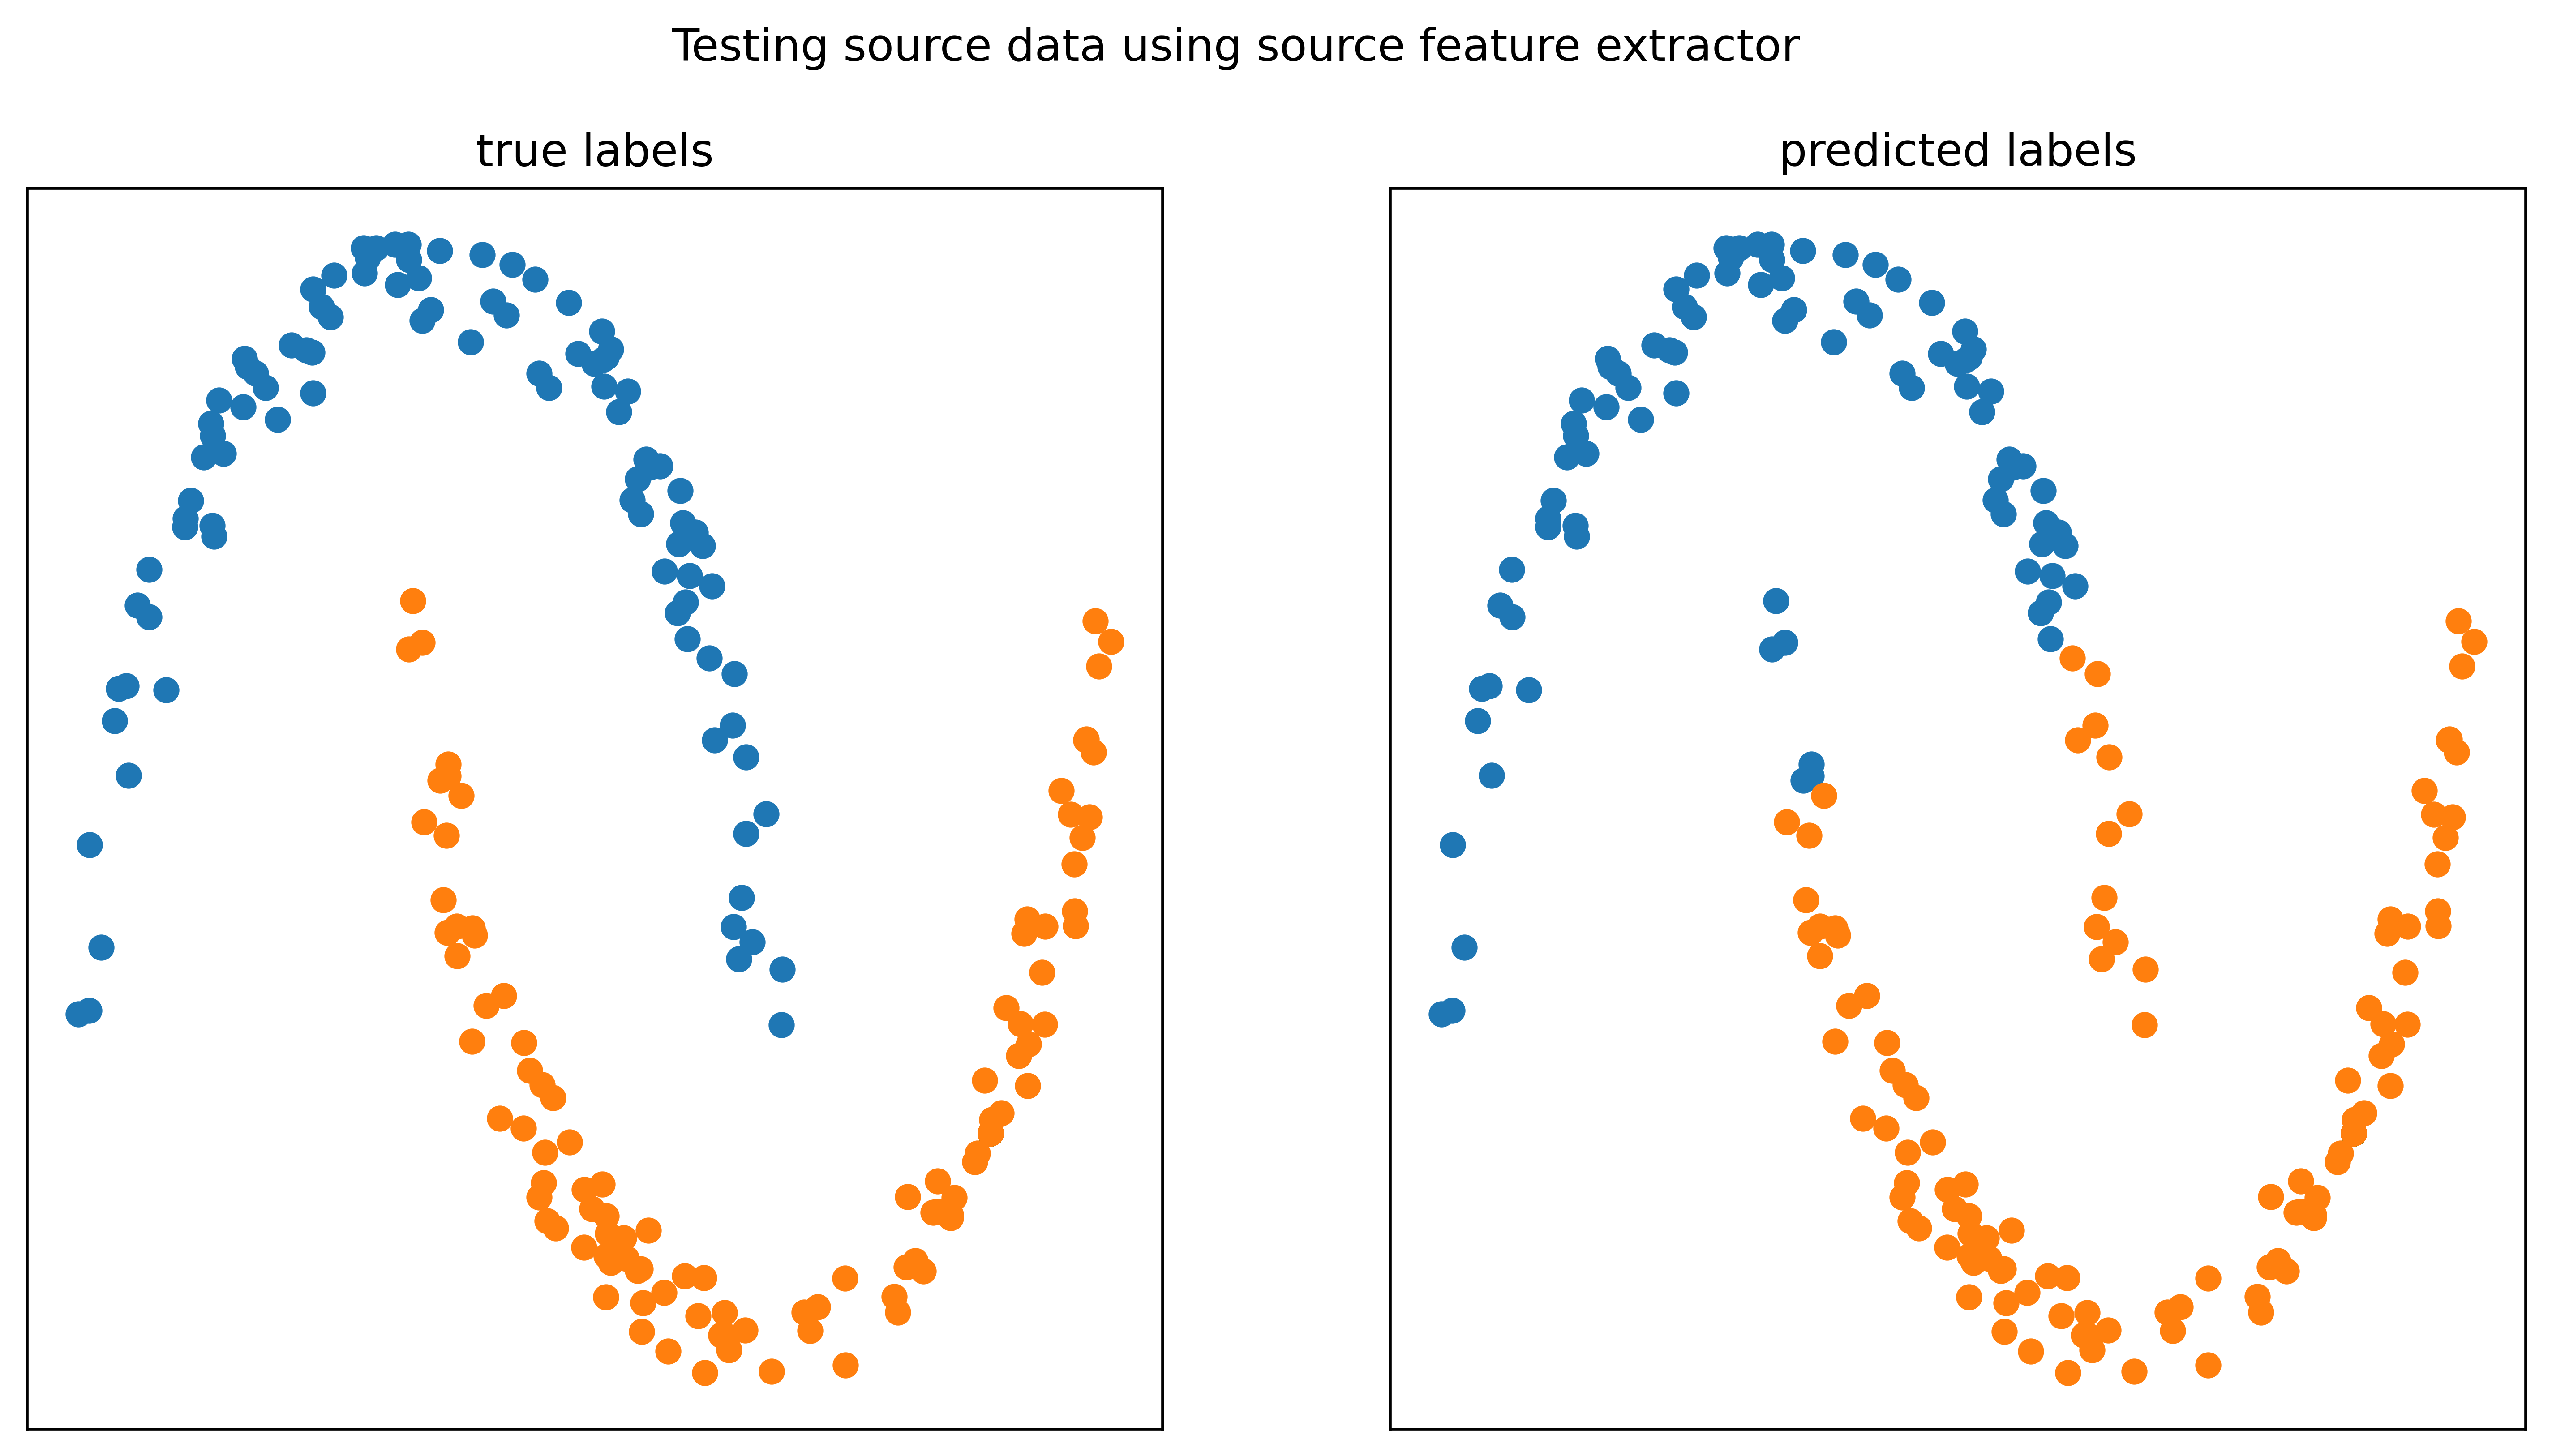 Testing source data using source feature extractor
true labels
predicted labels